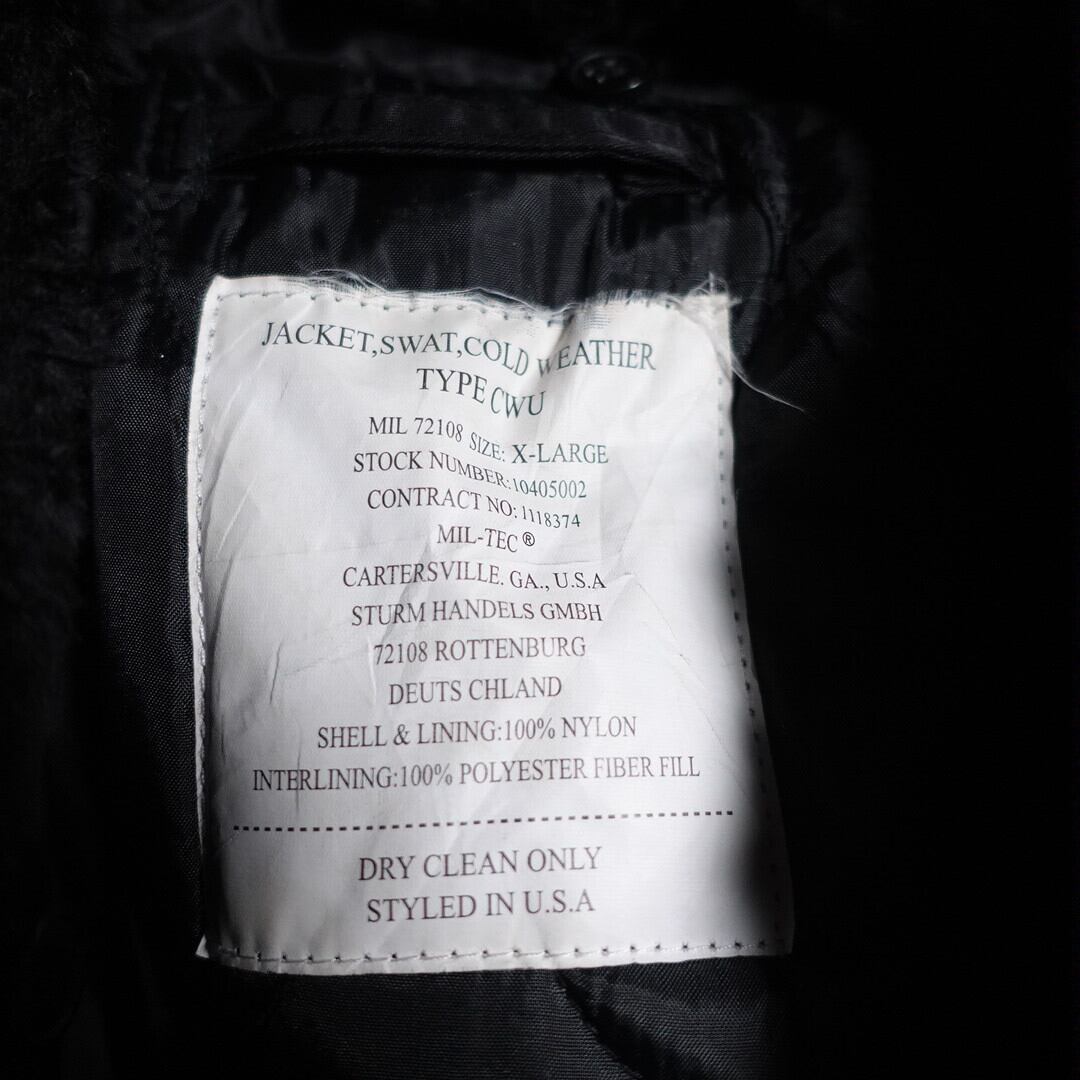 JACKET,SWAT,COLD WEATHER
TYPE CWU
MIL 72108 SIZE: X-LARGE
STOCK NUMBER:10405002
CONTRACT NO:1118374
MIL-TEC®
CARTERSVILLE. GA., U.S.A
STURM HANDELS GMBH
72108 ROTTENBURG
DEUTS CHLAND
SHELL & LINING:100% NYLON
INTERLINING:100% POLYESTER FIBER FILL
DRY CLEAN ONLY
STYLED IN U.S.A